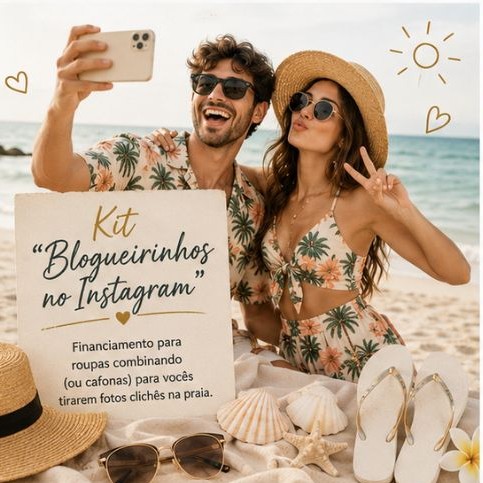 Kit
“Blogueirinhos
no Instagram”
Financiamento para
roupas combinando
(ou cafonas) para vocês
tirarem fotos clichês na praia.